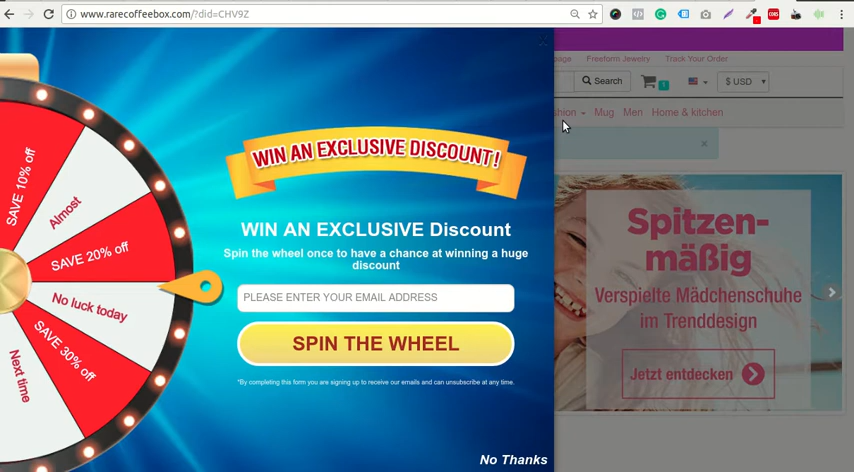 www.rarecoffeebox.com/?did=CHV9Z
Freeform Jewelry
Track Your Order
Search
1
$ USD
Mug
Men
Home & kitchen
WIN AN EXCLUSIVE DISCOUNT!
WIN AN EXCLUSIVE Discount
Spin the wheel once to have a chance at winning a huge
discount
PLEASE ENTER YOUR EMAIL ADDRESS
SPIN THE WHEEL
*By completing this form you are signing up to receive our emails and can unsubscribe at any time.
No Thanks
SAVE 10% off
Almost
SAVE 20% off
No luck today
SAVE 30% off
Next time
Spitzen-
mäßig
Verspielte Mädchenschuhe
im Trenddesign
Jetzt entdecken